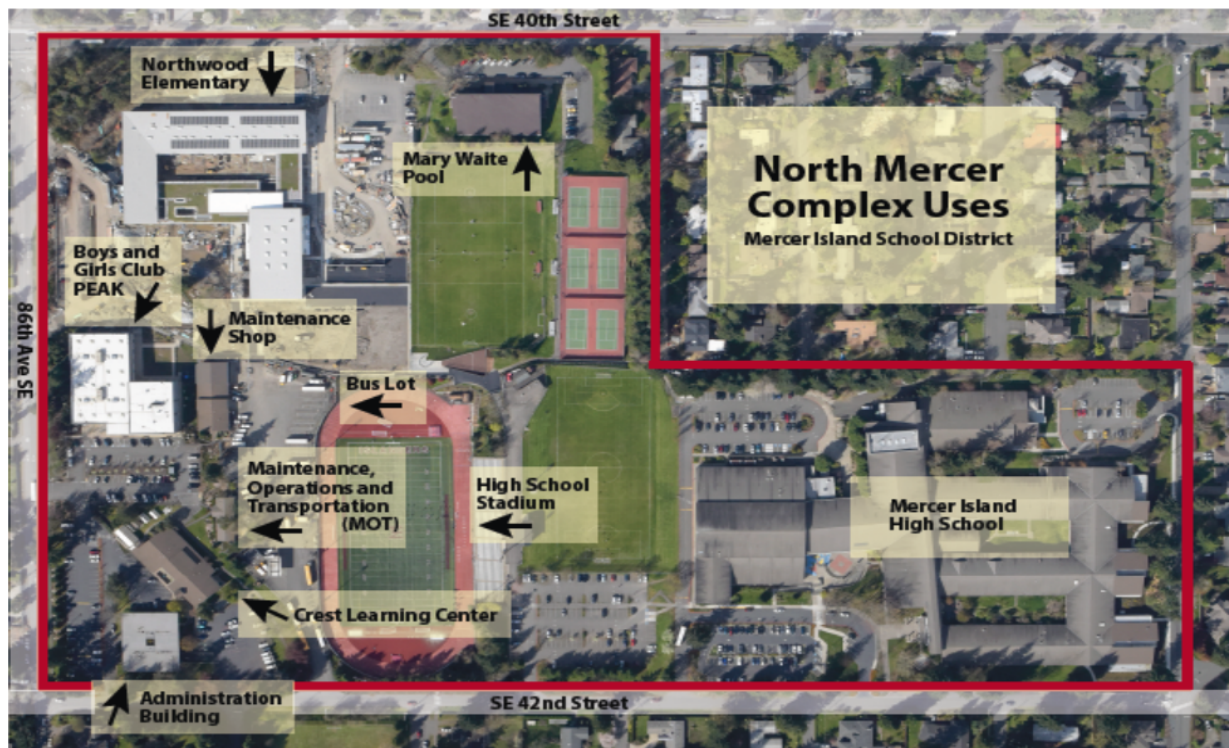 SE 40th Street
Northwood
Elementary
Mary Waite
Pool
North Mercer
Complex Uses
Mercer Island School District
Boys and
Girls Club
PEAK
Maintenance
Shop
86th Ave SE
Bus Lot
Maintenance,
Operations and
Transportation
(MOT)
High School
Stadium
Mercer Island
High School
Crest Learning Center
Administration
Building
SE 42nd Street